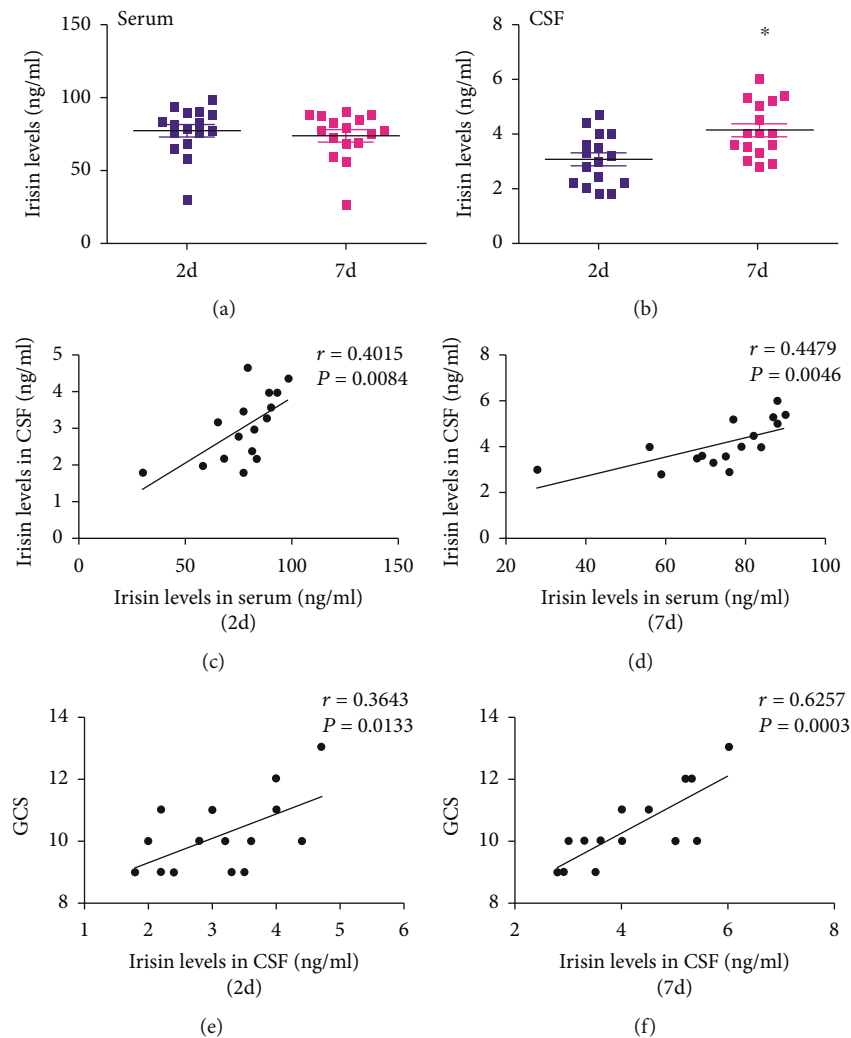 Serum
Irisin levels (ng/ml)
150
100
50
0
2d
7d
(a)
CSF
*
Irisin levels (ng/ml)
8
6
4
2
0
2d
7d
(b)
r = 0.4015
P = 0.0084
Irisin levels in CSF (ng/ml)
5
4
3
2
1
0
0
50
100
150
Irisin levels in serum (ng/ml)
(2d)
(c)
r = 0.4479
P = 0.0046
Irisin levels in CSF (ng/ml)
8
6
4
2
0
20
40
60
80
100
Irisin levels in serum (ng/ml)
(7d)
(d)
r = 0.3643
P = 0.0133
GCS
14
12
10
8
1
2
3
4
5
6
Irisin levels in CSF (ng/ml)
(2d)
(e)
r = 0.6257
P = 0.0003
GCS
14
12
10
8
2
4
6
8
Irisin levels in CSF (ng/ml)
(7d)
(f)